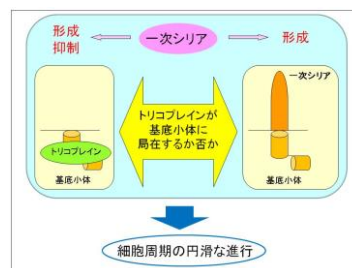 形成
抑制
一次シリア
形成
一次シリア
トリコプレインが
基底小体に
局在するか否か
トリコプレイン
基底小体
基底小体
細胞周期の円滑な進行